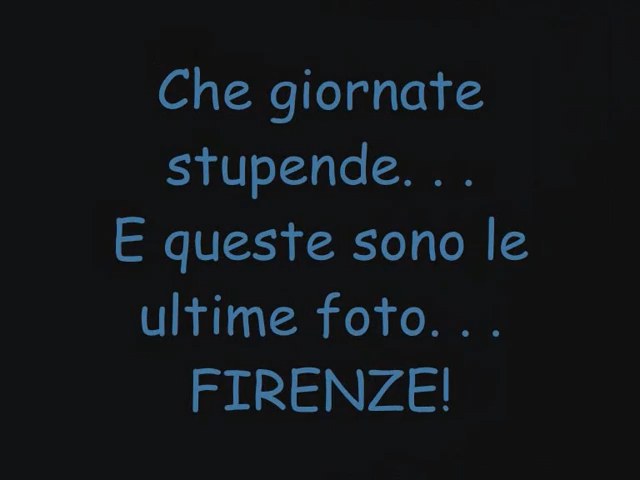 Che giornate
stupende. . .
E queste sono le
ultime foto. . .
FIRENZE!